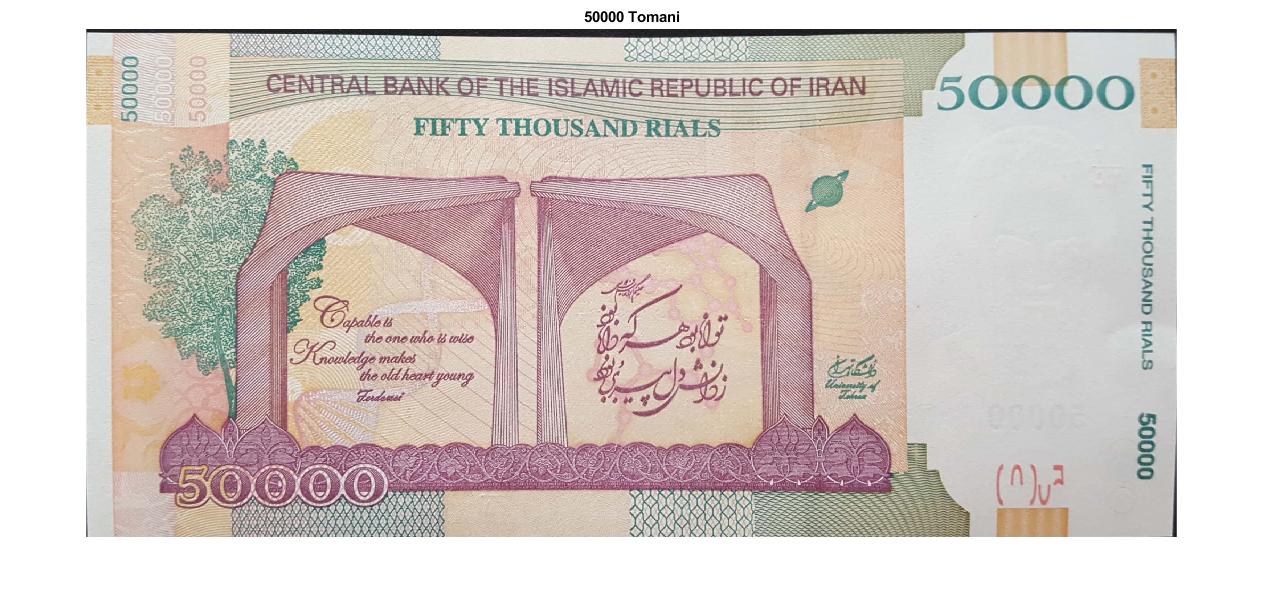 50000 Tomani
50000
50000
50000
CENTRAL BANK OF THE ISLAMIC REPUBLIC OF IRAN
50000
FIFTY THOUSAND RIALS
FIFTY THOUSAND RIALS
Capable is
the one who is wise
Knowledge makes
the old heart young
Ferdowsi
توانا بود هر که دانا بود
ز دانش دل پیر برنا بود
دانشگاه تهران
University of
Tehran
50000
50000